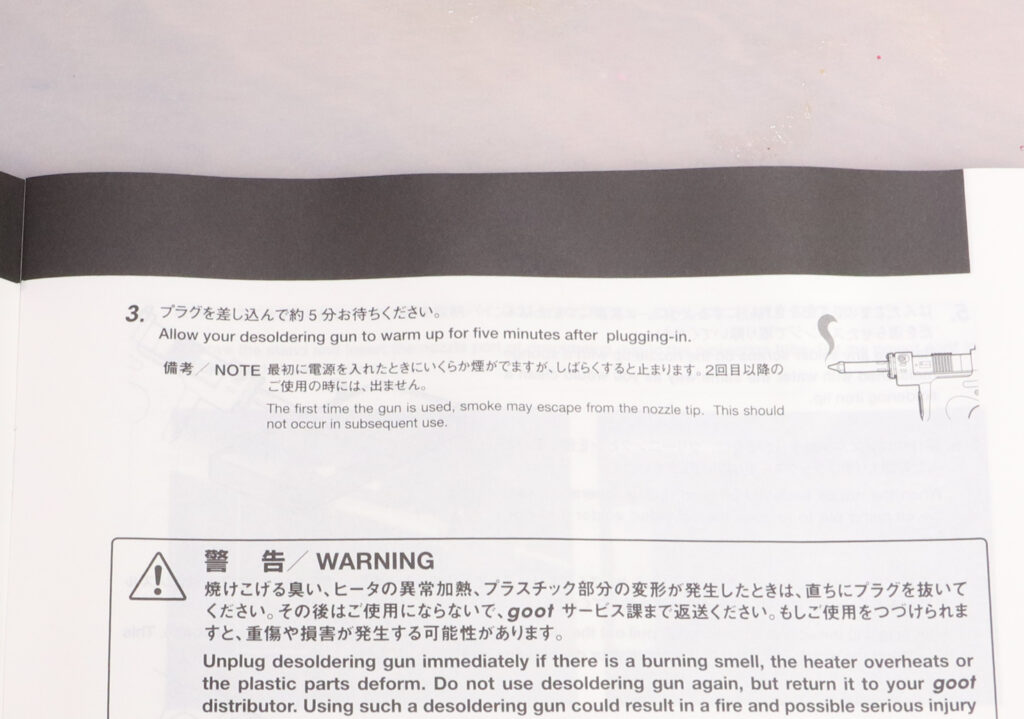 3. プラグを差し込んで約5分お待ちください。
Allow your desoldering gun to warm up for five minutes after plugging-in.
備考／NOTE 最初に電源を入れたときにいくらか煙がでますが、しばらくすると止まります。2回目以降の
ご使用の時には、出ません。
The first time the gun is used, smoke may escape from the nozzle tip. This should
not occur in subsequent use.
警 告／WARNING
焼けこげる臭い、ヒータの異常加熱、プラスチック部分の変形が発生したときは、直ちにプラグを抜いて
ください。その後はご使用にならないで、goot サービス課まで返送ください。もしご使用をつづけられま
すと、重傷や損害が発生する可能性があります。
Unplug desoldering gun immediately if there is a burning smell, the heater overheats or
the plastic parts deform. Do not use desoldering gun again, but return it to your goot
distributor. Using such a desoldering gun could result in a fire and possible serious injury